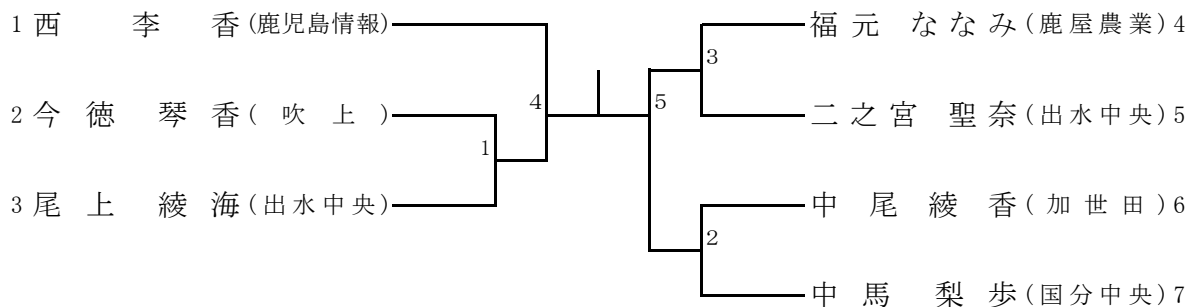 1 西 李 香 (鹿児島情報)
2 今 徳 琴 香 ( 吹 上 )
3 尾 上 綾 海 (出水中央)
1
4
5
3
2
福 元 な な み (鹿屋農業) 4
二 之 宮 聖 奈 (出水中央) 5
中 尾 綾 香 ( 加 世 田 ) 6
中 馬 梨 歩 (国分中央) 7